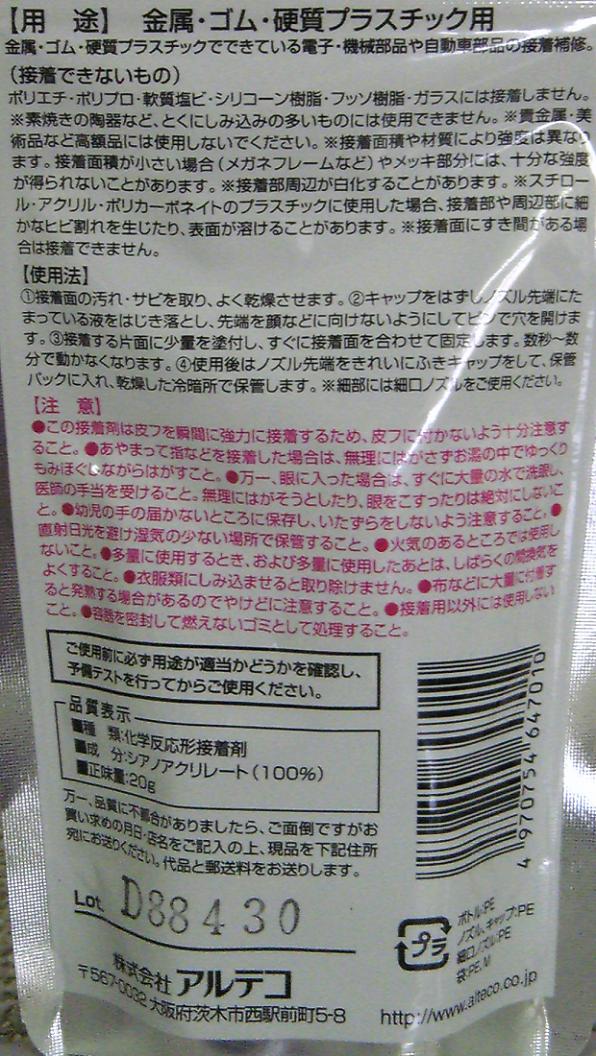 【用　途】　金属・ゴム・硬質プラスチック用
金属・ゴム・硬質プラスチックでできている電子・機械部品や自動車部品の接着補修。
（接着できないもの）
ポリエチ・ポリプロ・軟質塩ビ・シリコーン樹脂・フッソ樹脂・ガラスには接着しません。
※素焼きの陶器など、とくにしみ込みの多いものには使用できません。※貴金属・美
術品など高額品には使用しないでください。※接着面積や材質により強度は異なり
ます。接着面積が小さい場合（メガネフレームなど）やメッキ部分には、十分な強度
が得られないことがあります。※接着部周辺が白化することがあります。※スチロー
ル・アクリル・ポリカーボネイトのプラスチックに使用した場合、接着部や周辺部に細
かなヒビ割れを生じたり、表面が溶けることがあります。※接着面にすき間がある場
合は接着できません。
【使用法】
①接着面の汚れ・サビを取り、よく乾燥させます。②キャップをはずしノズル先端にた
まっている液をはじき落とし、先端を顔などに向けないようにしてピンで穴を開けま
す。③接着する片面に少量を塗付し、すぐに接着面を合わせて固定します。数秒〜数
分で動かなくなります。④使用後はノズル先端をきれいにふきキャップをして、保管
パックに入れ、乾燥した冷暗所で保管します。※細部には細口ノズルをご使用ください。
【注　意】
●この接着剤は皮フを瞬間に強力に接着するため、皮フに付かないよう十分注意す
ること。●あやまって指などを接着した場合は、無理にはがさずお湯の中でゆっくり
もみほぐしながらはがすこと。●万一、眼に入った場合は、すぐに大量の水で洗眼し、
医師の手当を受けること。無理にはがそうとしたり、眼をこすったりは絶対にしないこ
と。●幼児の手の届かないところに保存し、いたずらをしないよう注意すること。●
直射日光を避け湿気の少ない場所で保管すること。●火気のあるところでは使用し
ないこと。●多量に使用するとき、および多量に使用したあとは、しばらくの間換気を
よくすること。●衣服類にしみ込ませると取り除けません。●布などに大量に付着す
ると発熱する場合があるのでやけどに注意すること。●接着用以外には使用しない
こと。●容器を密封して燃えないゴミとして処理すること。
ご使用前に必ず用途が適当かどうかを確認し、
予備テストを行ってからご使用ください。
品質表示
■種　類:化学反応形接着剤
■成　分:シアノアクリレート（100%）
■正味量:20g
万一、品質に不都合がありましたら、ご面倒ですがお
買い求めの月日・店名をご記入の上、現品を下記住所
宛にお送りください。代品と郵送料をお送りします。
4 970754 647010
Lot. D88430
プラ
ボトル:PE
ノズル、キャップ:PE
細口ノズル:PE
袋:PE,M
株式会社 アルテコ
〒567-0032 大阪府茨木市西駅前町5-8
http://www.alteco.co.jp